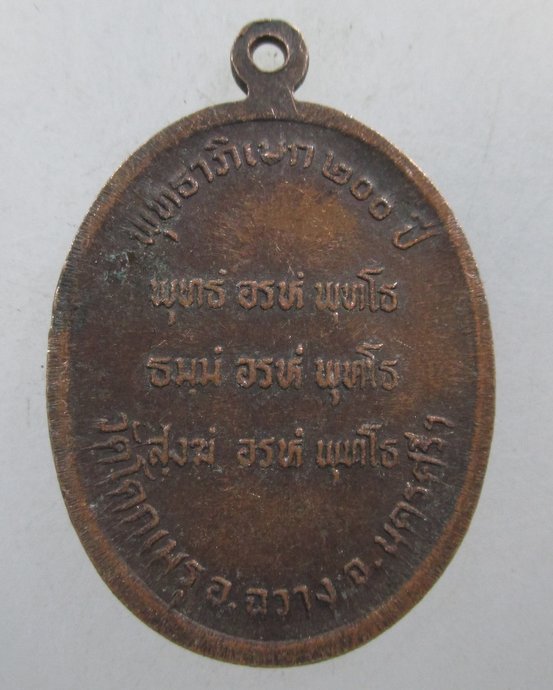 พุทธาภิเษก ๒๐๐ ปี
พุทธํ อรหํ พุทโธ
ธมฺมํ อรหํ พุทโธ
สงฺฆํ อรหํ พุทโธ
วัดโคกเมรุ อ. ฉวาง จ. นครศรีฯ